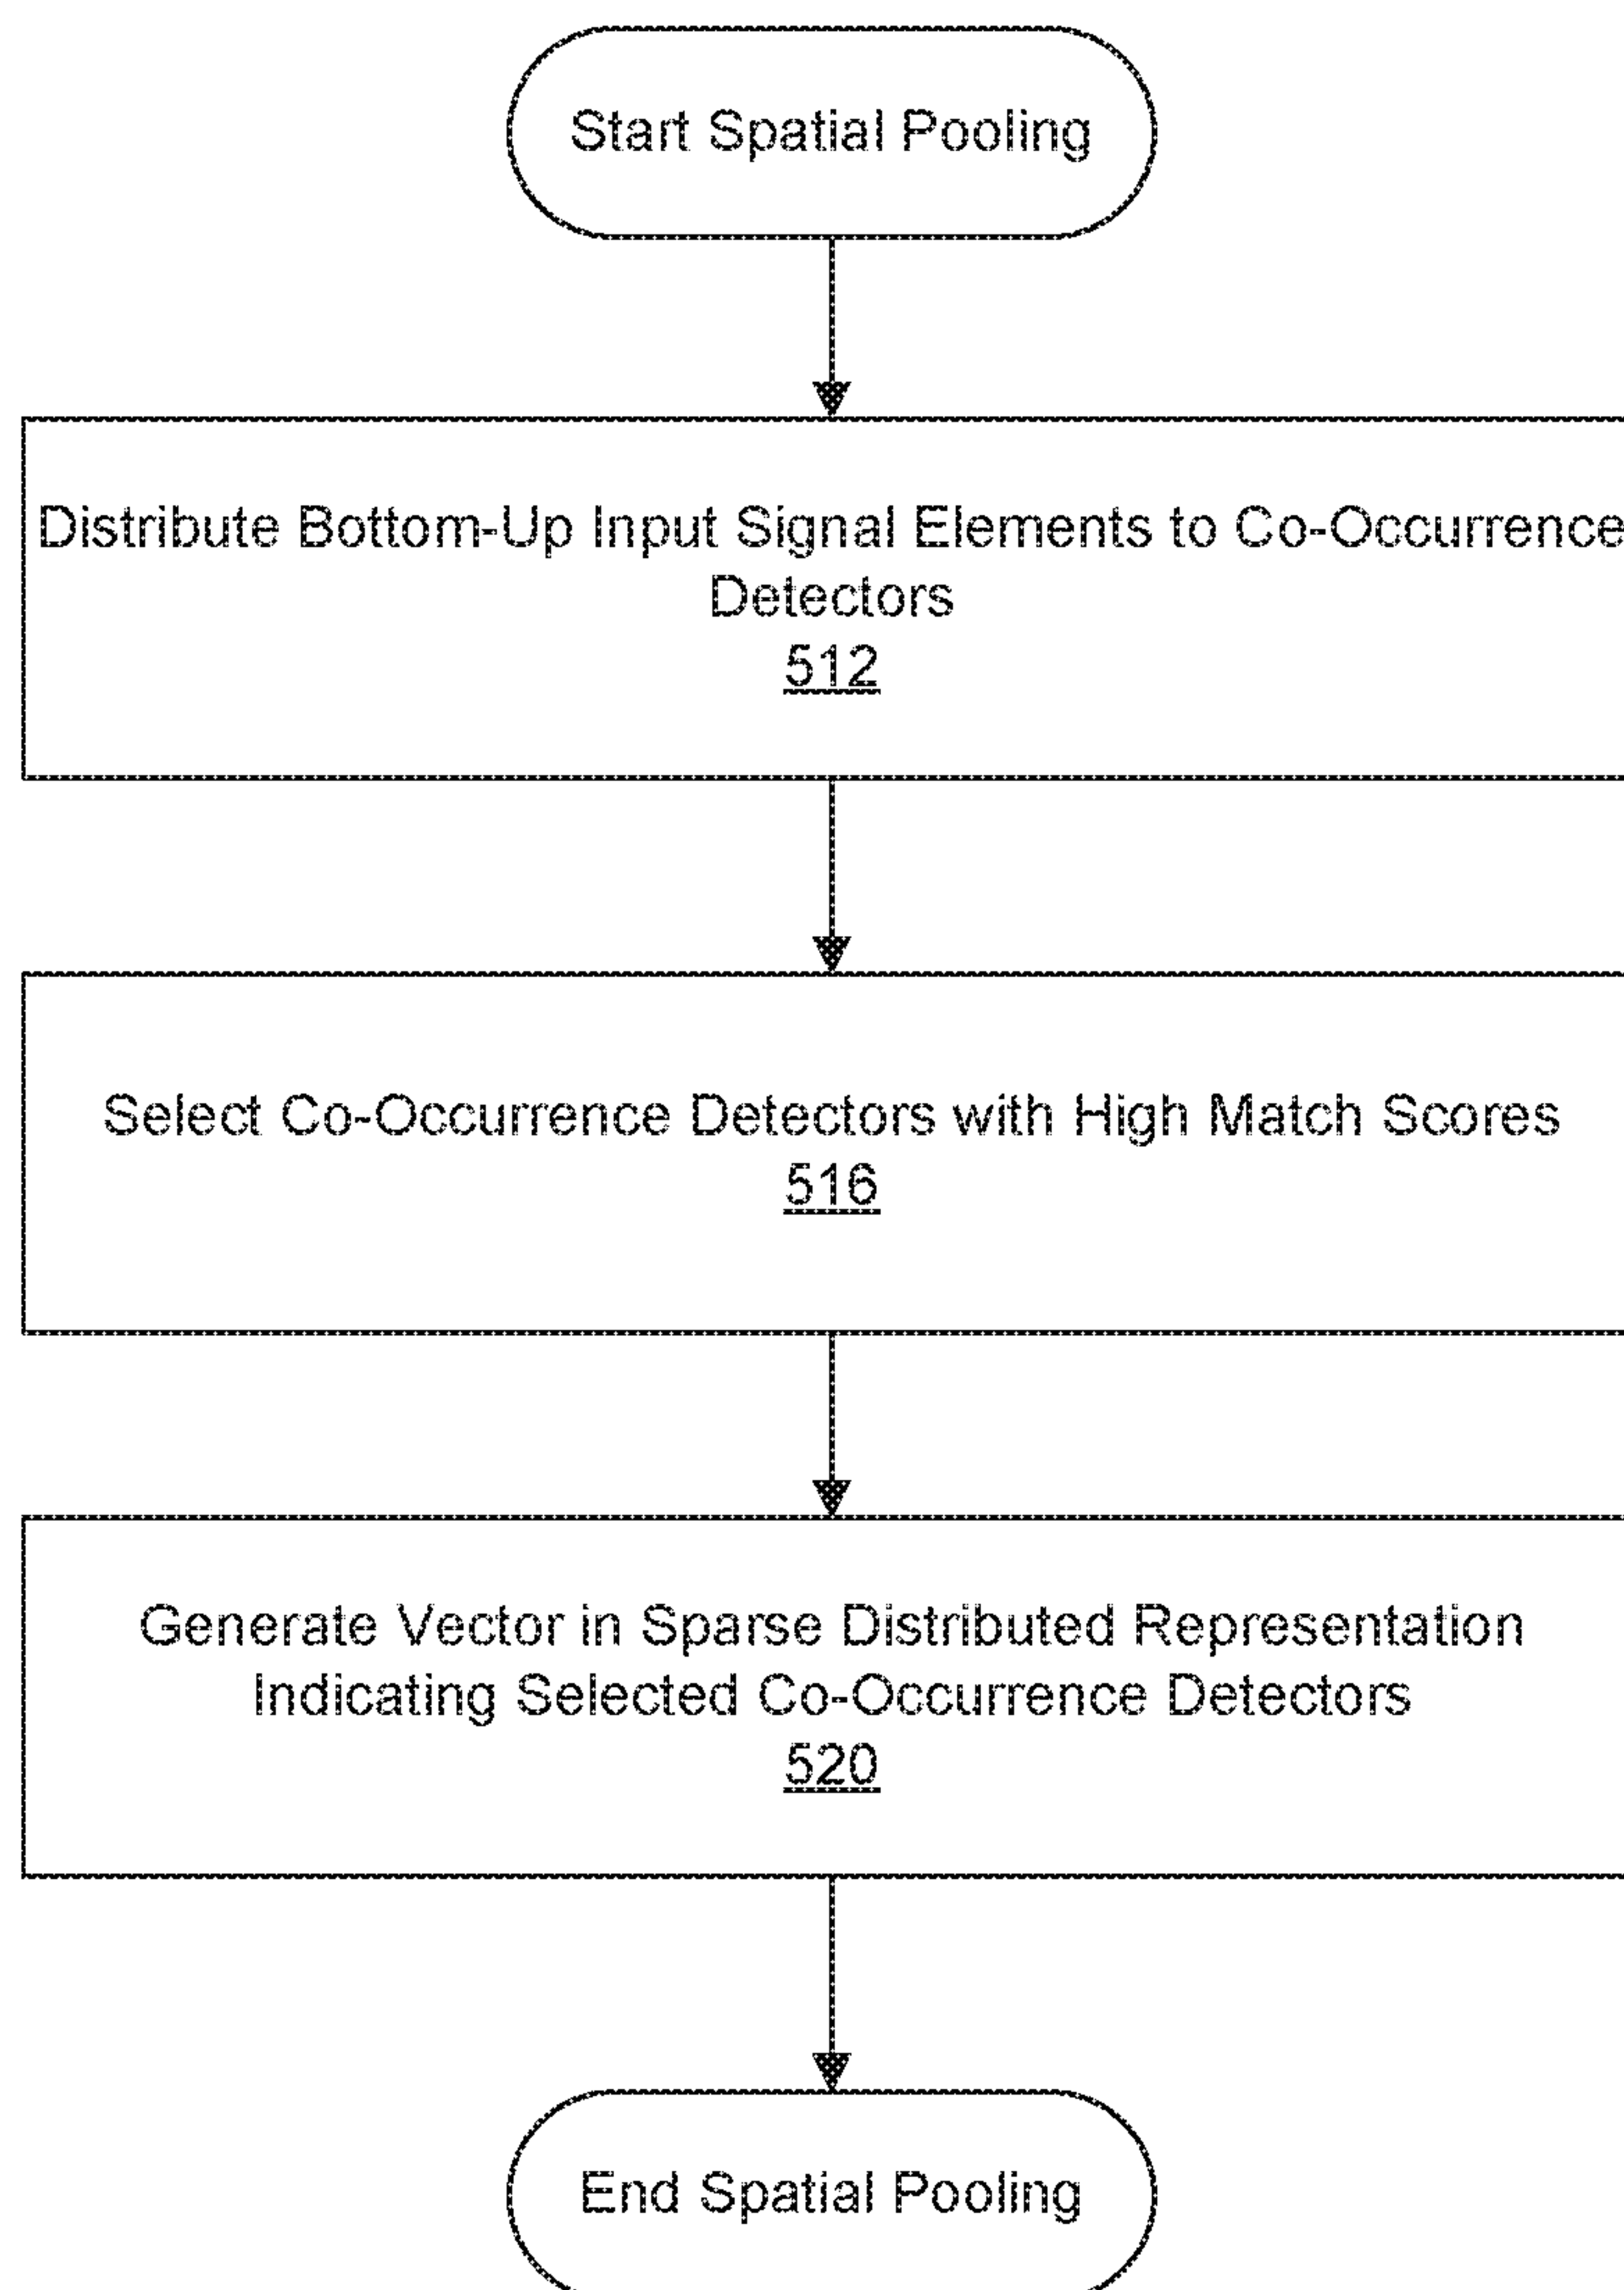 Start Spatial Pooling
Distribute Bottom-Up Input Signal Elements to Co-Occurrence
Detectors
512
Select Co-Occurrence Detectors with High Match Scores
516
Generate Vector in Sparse Distributed Representation
Indicating Selected Co-Occurrence Detectors
520
End Spatial Pooling